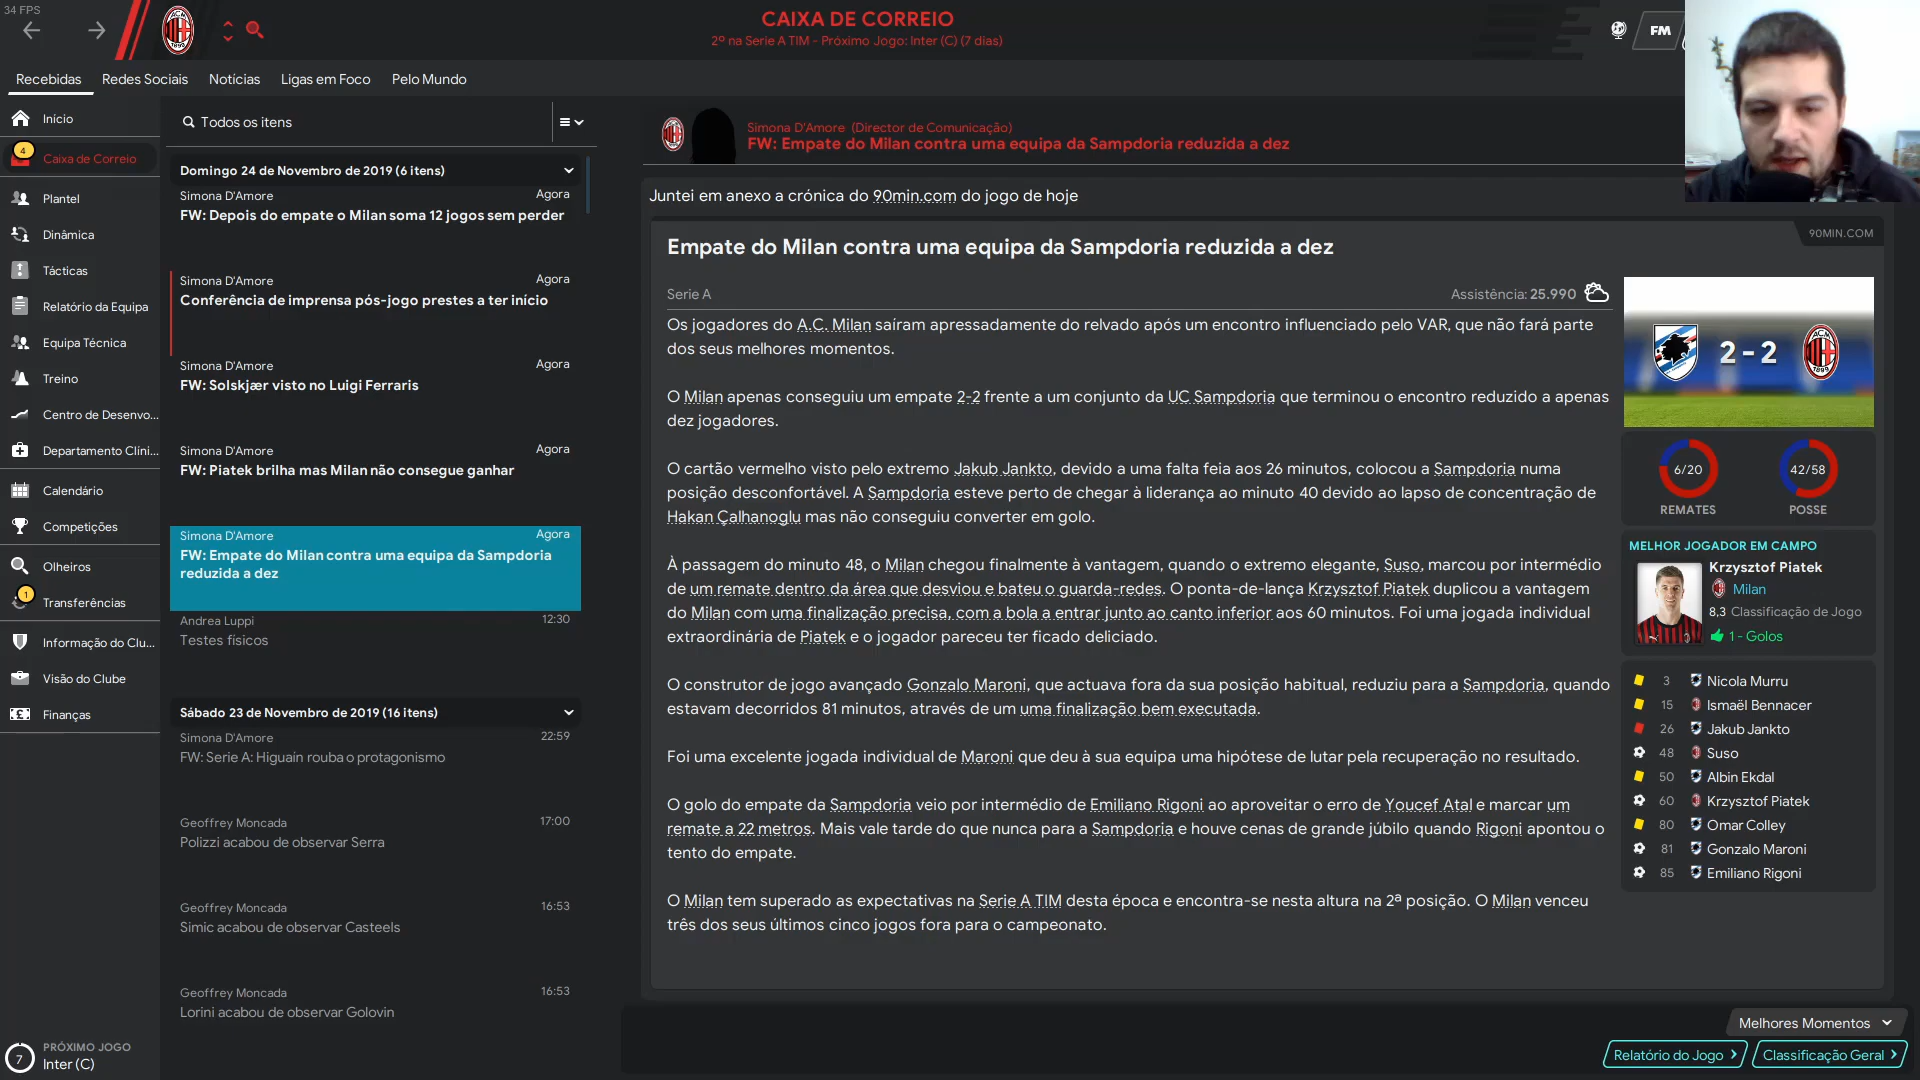 34 FPS
CAIXA DE CORREIO
2º na Serie A TIM - Próximo Jogo: Inter (C) (7 dias)
FM
Recebidas
Redes Sociais
Notícias
Ligas em Foco
Pelo Mundo
Início
4
Caixa de Correio
Plantel
Dinâmica
Tácticas
Relatório da Equipa
Equipa Técnica
Treino
Centro de Desenvo...
Departamento Clíni...
Calendário
Competições
Olheiros
1
Transferências
Informação do Clu...
Visão do Clube
Finanças
7
PRÓXIMO JOGO
Inter (C)
Todos os itens
Domingo 24 de Novembro de 2019 (6 itens)
Simona D'Amore Agora
FW: Depois do empate o Milan soma 12 jogos sem perder
Simona D'Amore Agora
Conferência de imprensa pós-jogo prestes a ter início
Simona D'Amore Agora
FW: Solskjær visto no Luigi Ferraris
Simona D'Amore Agora
FW: Piatek brilha mas Milan não consegue ganhar
Simona D'Amore Agora
FW: Empate do Milan contra uma equipa da Sampdoria
reduzida a dez
Andrea Luppi 12:30
Testes físicos
Sábado 23 de Novembro de 2019 (16 itens)
Simona D'Amore 22:59
FW: Serie A: Higuain rouba o protagonismo
Geoffrey Moncada 17:00
Polizzi acabou de observar Serra
Geoffrey Moncada 16:53
Simic acabou de observar Casteels
Geoffrey Moncada 16:53
Lorini acabou de observar Golovin
Simona D'Amore (Director de Comunicação)
FW: Empate do Milan contra uma equipa da Sampdoria reduzida a dez
Juntei em anexo a crónica do 90min.com do jogo de hoje
90MIN.COM
Empate do Milan contra uma equipa da Sampdoria reduzida a dez
Serie A Assistência: 25.990
Os jogadores do A.C. Milan saíram apressadamente do relvado após um encontro influenciado pelo VAR, que não fará parte
dos seus melhores momentos.
O Milan apenas conseguiu um empate 2-2 frente a um conjunto da UC Sampdoria que terminou o encontro reduzido a apenas
dez jogadores.
O cartão vermelho visto pelo extremo Jakub Jankto, devido a uma falta feia aos 26 minutos, colocou a Sampdoria numa
posição desconfortável. A Sampdoria esteve perto de chegar à liderança ao minuto 40 devido ao lapso de concentração de
Hakan Çalhanoglu mas não conseguiu converter em golo.
À passagem do minuto 48, o Milan chegou finalmente à vantagem, quando o extremo elegante, Suso, marcou por intermédio
de um remate dentro da área que desviou e bateu o guarda-redes. O ponta-de-lança Krzysztof Piatek duplicou a vantagem
do Milan com uma finalização precisa, com a bola a entrar junto ao canto inferior aos 60 minutos. Foi uma jogada individual
extraordinária de Piatek e o jogador pareceu ter ficado deliciado.
O construtor de jogo avançado Gonzalo Maroni, que actuava fora da sua posição habitual, reduziu para a Sampdoria, quando
estavam decorridos 81 minutos, através de um uma finalização bem executada.
Foi uma excelente jogada individual de Maroni que deu à sua equipa uma hipótese de lutar pela recuperação no resultado.
O golo do empate da Sampdoria veio por intermédio de Emiliano Rigoni ao aproveitar o erro de Youcef Atal e marcar um
remate a 22 metros. Mais vale tarde do que nunca para a Sampdoria e houve cenas de grande júbilo quando Rigoni apontou o
tento do empate.
O Milan tem superado as expectativas na Serie A TIM desta época e encontra-se nesta altura na 2ª posição. O Milan venceu
três dos seus últimos cinco jogos fora para o campeonato.
2 - 2
6/20
REMATES
42/58
POSSE
MELHOR JOGADOR EM CAMPO
Krzysztof Piatek
Milan
8,3 Classificação de Jogo
1 - Golos
3 Nicola Murru
15 Ismaël Bennacer
26 Jakub Jankto
48 Suso
50 Albin Ekdal
60 Krzysztof Piatek
80 Omar Colley
81 Gonzalo Maroni
85 Emiliano Rigoni
Melhores Momentos
Relatório do Jogo
Classificação Geral